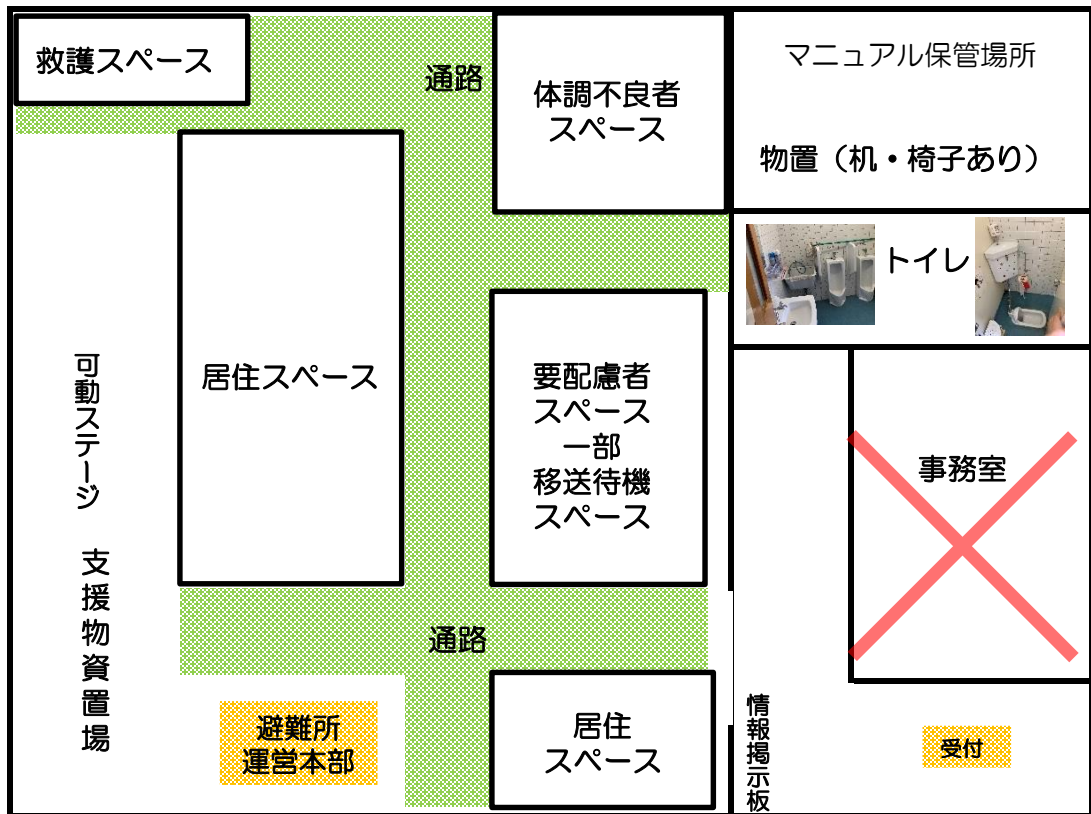 救護スペース
通路
体調不良者
スペース
マニュアル保管場所
物置（机・椅子あり）
トイレ
居住スペース
要配慮者
スペース
一部
移送待機
スペース
事務室
可動ステージ　支援物資置場
通路
避難所
運営本部
居住
スペース
情報掲示板
受付